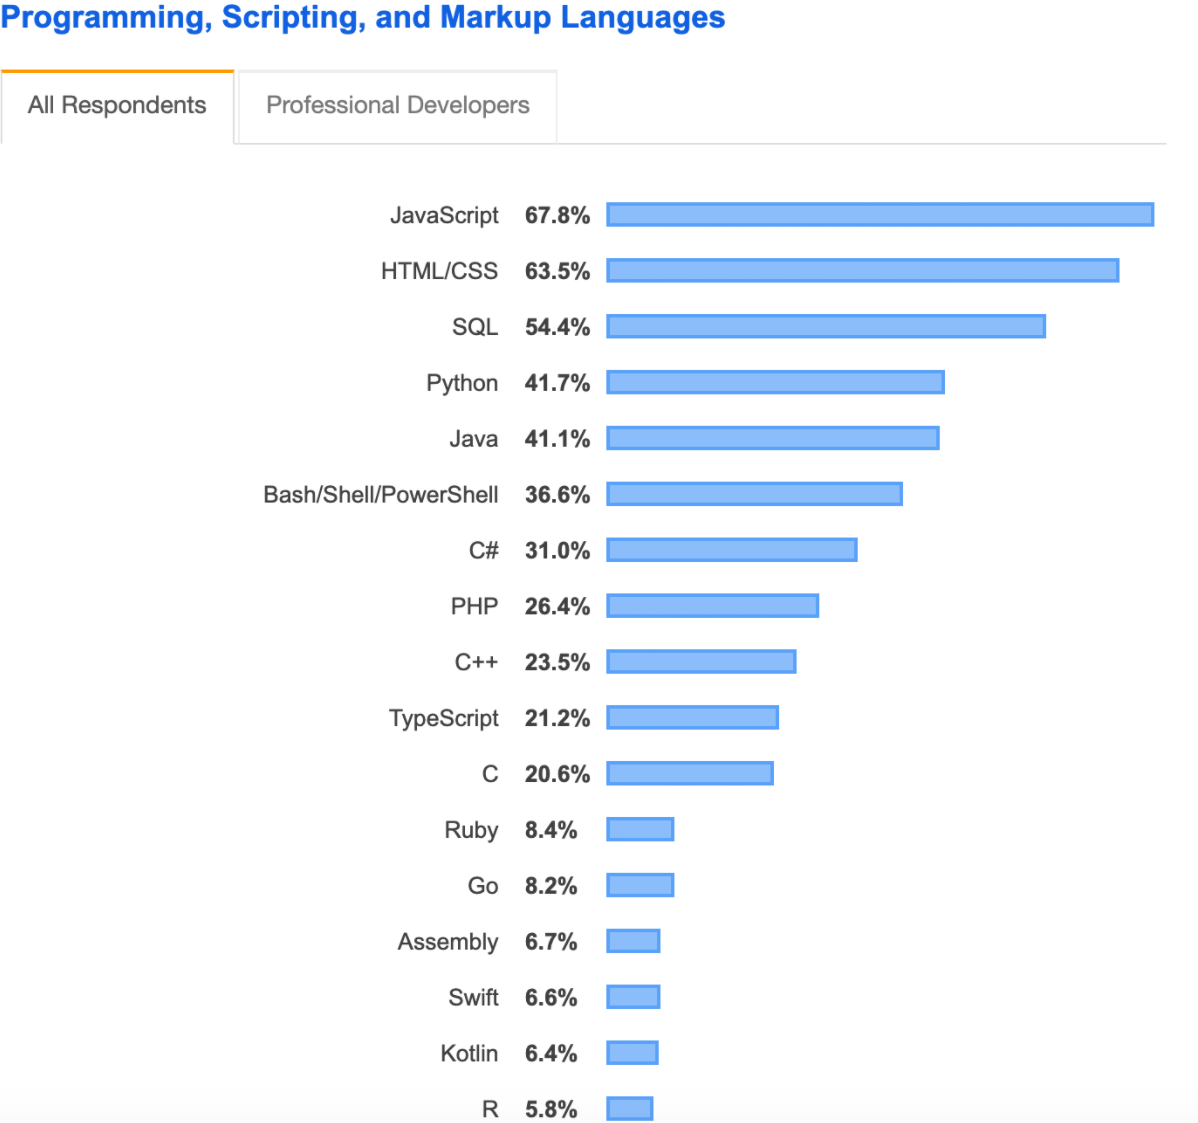 Programming, Scripting, and Markup Languages
All Respondents Professional Developers
JavaScript 67.8%
HTML/CSS 63.5%
SQL 54.4%
Python 41.7%
Java 41.1%
Bash/Shell/PowerShell 36.6%
C# 31.0%
PHP 26.4%
C++ 23.5%
TypeScript 21.2%
C 20.6%
Ruby 8.4%
Go 8.2%
Assembly 6.7%
Swift 6.6%
Kotlin 6.4%
R 5.8%